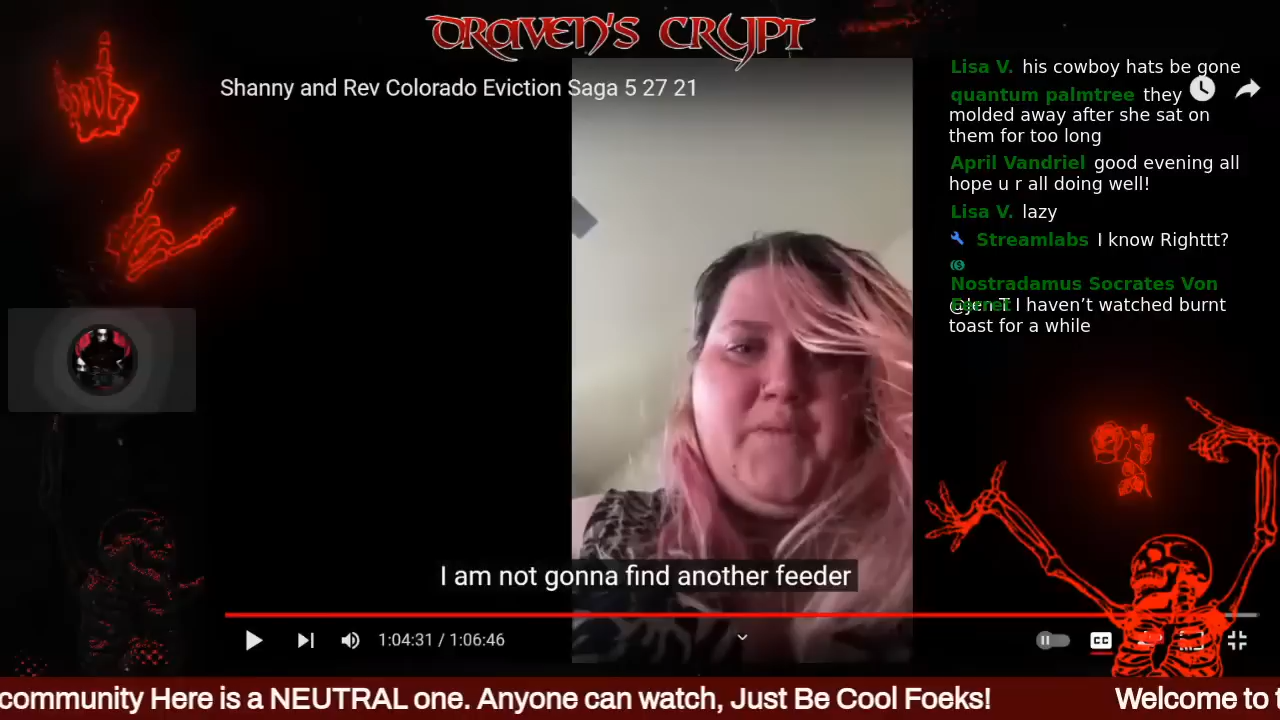 DRAVEN'S CRYPT
Shanny and Rev Colorado Eviction Saga 5 27 21
Lisa V. his cowboy hats be gone
quantum palmtree they
molded away after she sat on
them for too long
April Vandriel good evening all
hope u r all doing well!
Lisa V. lazy
Streamlabs I know Righttt?
Nostradamus Socrates Von
Ferret
@Jen T I haven’t watched burnt
toast for a while
I am not gonna find another feeder
1:04:31 / 1:06:46
CC
community Here is a NEUTRAL one. Anyone can watch, Just Be Cool Foeks! Welcome to t